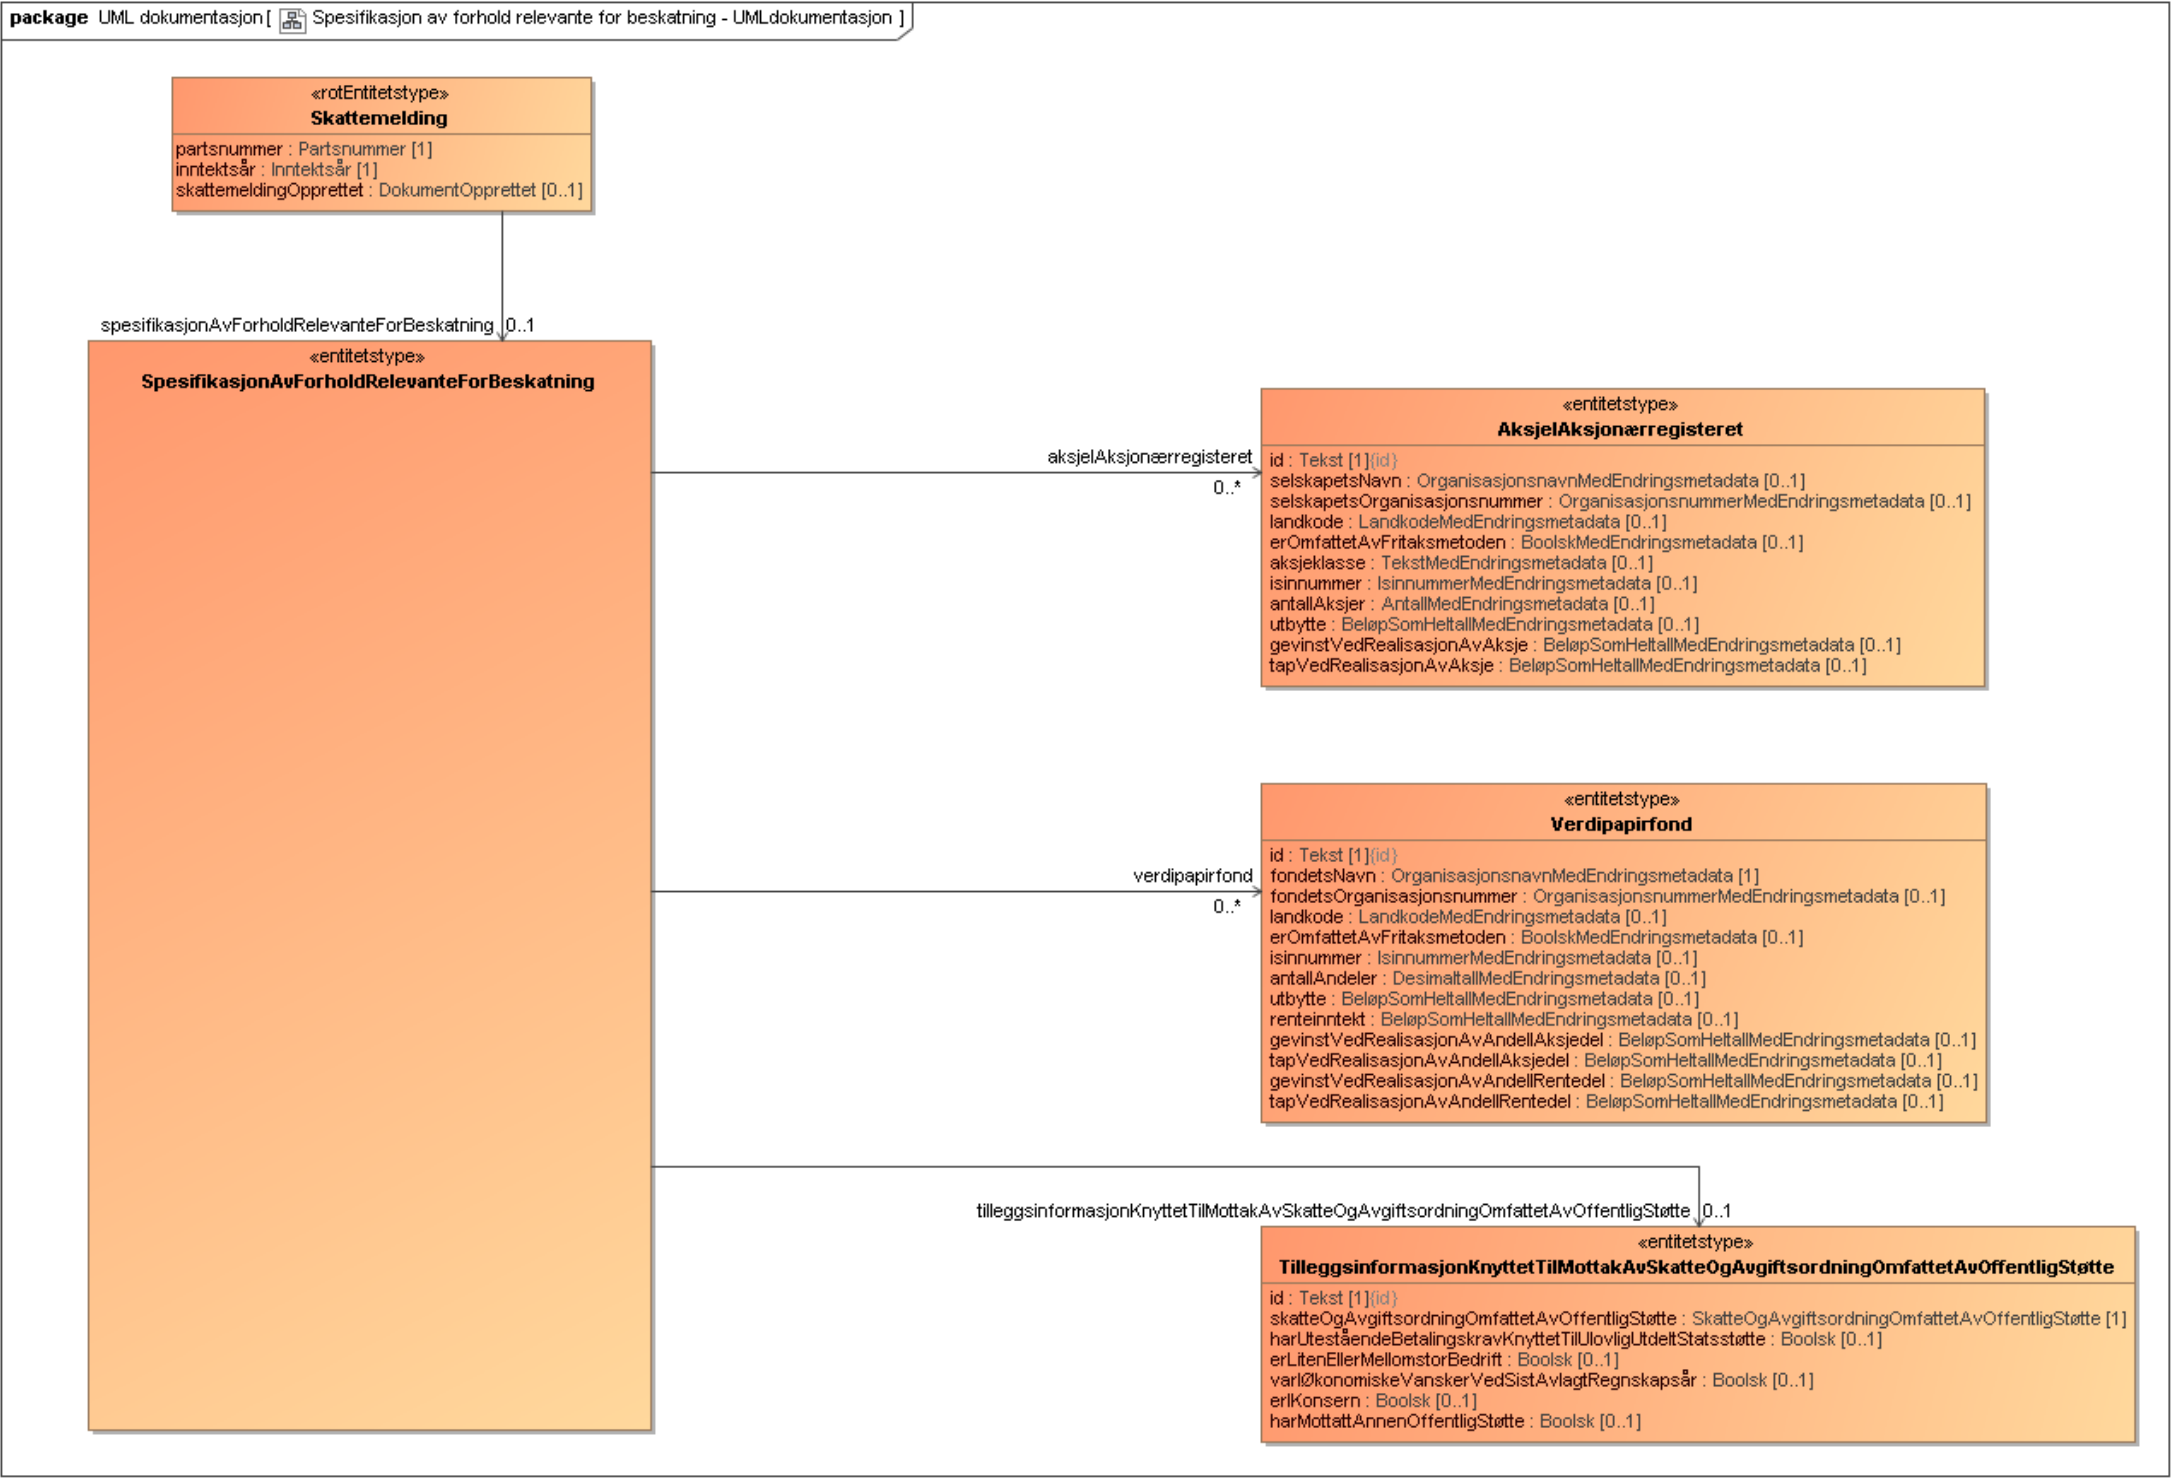 package UML dokumentasjon [ Spesifikasjon av forhold relevante for beskatning - UMLdokumentasjon ]
«rotEntitetstype»
Skattemelding
partsnummer : Partsnummer [1]
inntektsår : Inntektsår [1]
skattemeldingOpprettet : DokumentOpprettet [0..1]
spesifikasjonAvForholdRelevanteForBeskatning 0..1
«entitetstype»
SpesifikasjonAvForholdRelevanteForBeskatning
aksjeIAksjonærregisteret
0..*
«entitetstype»
AksjeIAksjonærregisteret
id : Tekst [1]{id}
selskapetsNavn : OrganisasjonsnavnMedEndringsmetadata [0..1]
selskapetsOrganisasjonsnummer : OrganisasjonsnummerMedEndringsmetadata [0..1]
landkode : LandkodeMedEndringsmetadata [0..1]
erOmfattetAvFritaksmetoden : BoolskMedEndringsmetadata [0..1]
aksjeklasse : TekstMedEndringsmetadata [0..1]
isinnummer : IsinnummerMedEndringsmetadata [0..1]
antallAksjer : AntallMedEndringsmetadata [0..1]
utbytte : BeløpSomHeltallMedEndringsmetadata [0..1]
gevinstVedRealisasjonAvAksje : BeløpSomHeltallMedEndringsmetadata [0..1]
tapVedRealisasjonAvAksje : BeløpSomHeltallMedEndringsmetadata [0..1]
verdipapirfond
0..*
«entitetstype»
Verdipapirfond
id : Tekst [1]{id}
fondetsNavn : OrganisasjonsnavnMedEndringsmetadata [1]
fondetsOrganisasjonsnummer : OrganisasjonsnummerMedEndringsmetadata [0..1]
landkode : LandkodeMedEndringsmetadata [0..1]
erOmfattetAvFritaksmetoden : BoolskMedEndringsmetadata [0..1]
isinnummer : IsinnummerMedEndringsmetadata [0..1]
antallAndeler : DesimaltallMedEndringsmetadata [0..1]
utbytte : BeløpSomHeltallMedEndringsmetadata [0..1]
renteinntekt : BeløpSomHeltallMedEndringsmetadata [0..1]
gevinstVedRealisasjonAvAndelIAksjedel : BeløpSomHeltallMedEndringsmetadata [0..1]
tapVedRealisasjonAvAndelIAksjedel : BeløpSomHeltallMedEndringsmetadata [0..1]
gevinstVedRealisasjonAvAndelIRentedel : BeløpSomHeltallMedEndringsmetadata [0..1]
tapVedRealisasjonAvAndelIRentedel : BeløpSomHeltallMedEndringsmetadata [0..1]
tilleggsinformasjonKnyttetTilMottakAvSkatteOgAvgiftsordningOmfattetAvOffentligStøtte 0..1
«entitetstype»
TilleggsinformasjonKnyttetTilMottakAvSkatteOgAvgiftsordningOmfattetAvOffentligStøtte
id : Tekst [1]{id}
skatteOgAvgiftsordningOmfattetAvOffentligStøtte : SkatteOgAvgiftsordningOmfattetAvOffentligStøtte [1]
harUteståendeBetalingskravKnyttetTilUlovligUtdeltStatsstøtte : Boolsk [0..1]
erLitenEllerMellomstorBedrift : Boolsk [0..1]
varIØkonomiskeVanskerVedSistAvlagtRegnskapsår : Boolsk [0..1]
erIKonsern : Boolsk [0..1]
harMottattAnnenOffentligStøtte : Boolsk [0..1]